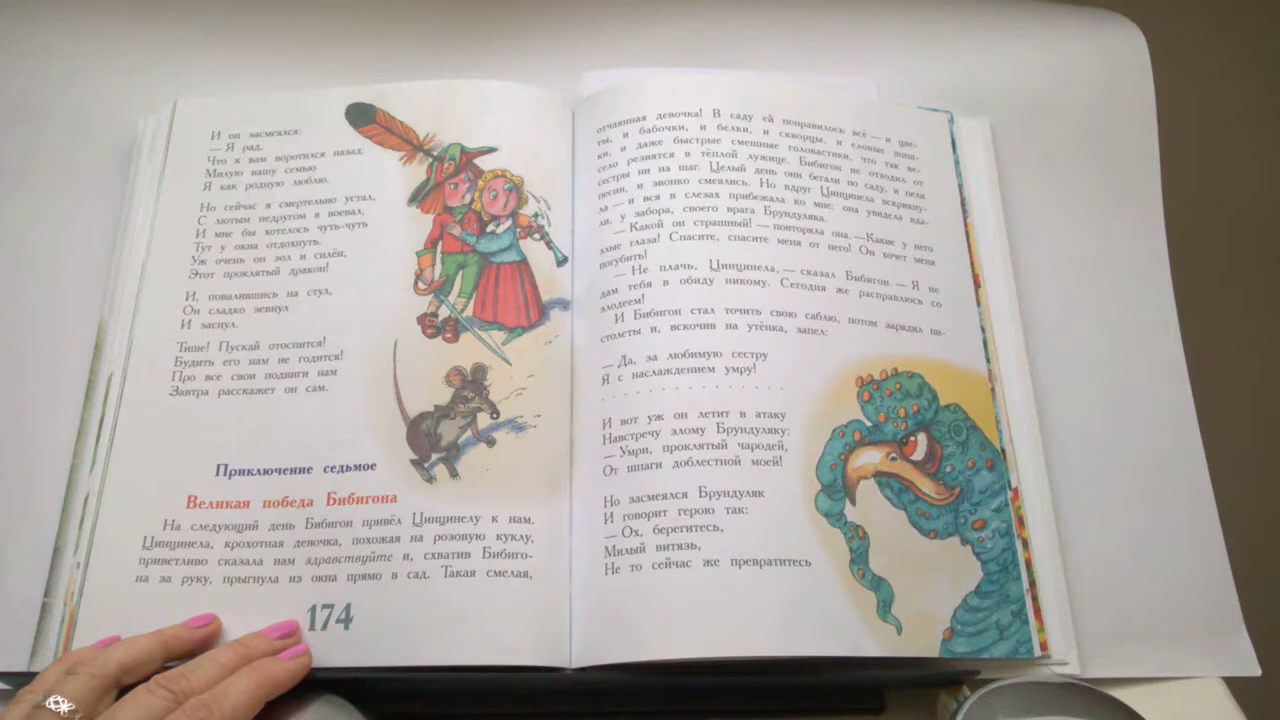 И он засмеялся:
— Я рад,
Что к вам воротился назад.
Милую вашу семью
Я как родную люблю.
Но сейчас я смертельно устал,
С лютым недругом я воевал,
И мне бы хотелось чуть-чуть
Тут у окна отдохнуть.
Уж очень он зол и силён,
Этот проклятый дракон!
И, повалившись на стул,
Он сладко зевнул
И заснул.
Тише! Пускай отоспится!
Будить его нам не годится!
Про все свои подвиги нам
Завтра расскажет он сам.
Приключение седьмое
Великая победа Бибигона
На следующий день Бибигон привёл Цинцинелу к нам.
Цинцинела, крохотная девочка, похожая на розовую куклу,
приветливо сказала нам здравствуйте и, схватив Бибиго-
на за руку, прыгнула из окна прямо в сад. Такая смелая,
174
отчаянная девочка! В саду ей понравилось всё — и цве-
ты, и бабочки, и белки, и скворцы, и еловые шиш-
ки, и даже быстрые смешные головастики, что так ве-
село резвятся в тёплой лужице. Бибигон не отходил от
сестры ни на шаг. Целый день они бегали по саду, и пели
песни, и звонко смеялись. Но вдруг Цинцинела вскрикну-
ла — и вся в слезах прибежала ко мне: она увидела вда-
ли, у забора, своего врага Брундуляка.
— Какой он страшный! — повторяла она. — Какие у него
злые глаза! Спасите, спасите меня от него! Он хочет меня
погубить!
— Не плачь, Цинцинела, — сказал Бибигон. — Я не
дам тебя в обиду никому. Сегодня же расправлюсь со
злодеем!
И Бибигон стал точить свою саблю, потом зарядил пи-
столеты и, вскочив на утёнка, запел:
— Да, за любимую сестру
Я с наслаждением умру!
. . . . . . . . . . . . . .
И вот уж он летит в атаку
Навстречу злому Брундуляку:
— Умри, проклятый чародей,
От шпаги доблестной моей!
Но засмеялся Брундуляк
И говорит герою так:
— Ох, берегитесь,
Милый витязь,
Не то сейчас же превратитесь